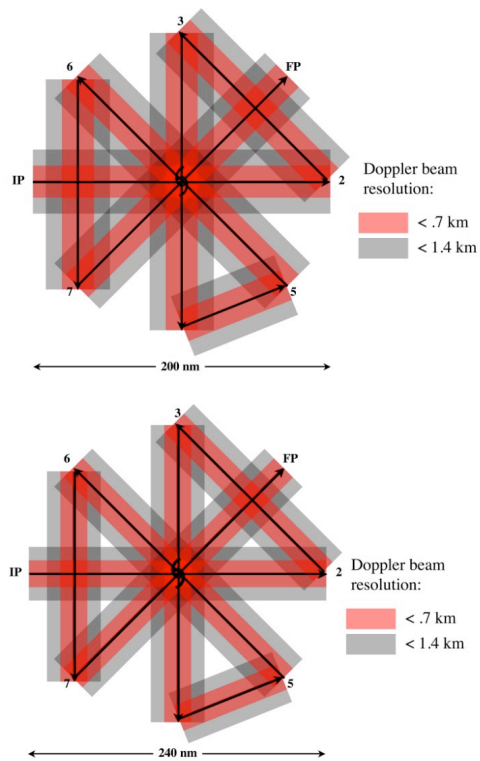 3
6
FP
IP
2
Doppler beam
resolution:
< .7 km
< 1.4 km
7
5
200 nm
3
6
FP
IP
2
Doppler beam
resolution:
< .7 km
< 1.4 km
7
5
240 nm